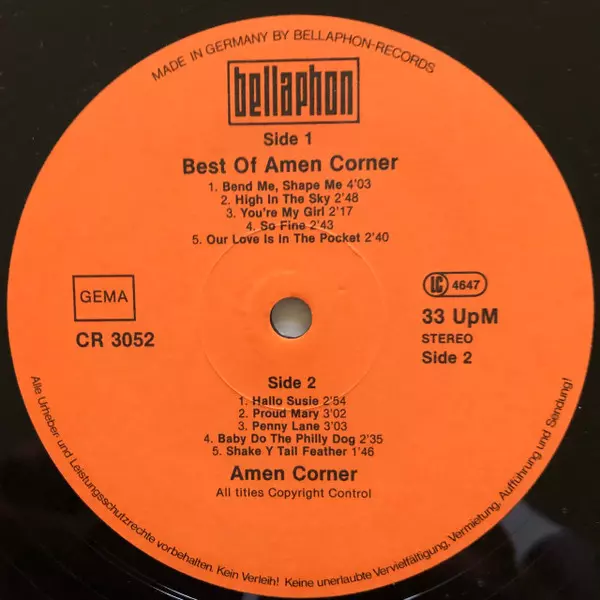 MADE IN GERMANY BY BELLAPHON-RECORDS
bellaphon
Side 1
Best Of Amen Corner
1. Bend Me, Shape Me 4'03
2. High In The Sky 2'48
3. You're My Girl 2'17
4. So Fine 2'43
5. Our Love Is In The Pocket 2'40
GEMA
CR 3052
LC 4647
33 UpM
STEREO
Side 2
Side 2
1. Hallo Susie 2'54
2. Proud Mary 3'02
3. Penny Lane 3'03
4. Baby Do The Philly Dog 2'35
5. Shake Y Tail Feather 1'46
Amen Corner
All titles Copyright Control
Alle Urheber- und Leistungsschutzrechte vorbehalten. Kein Verleih! Keine unerlaubte Vervielfältigung, Vermietung, Aufführung und Sendung!